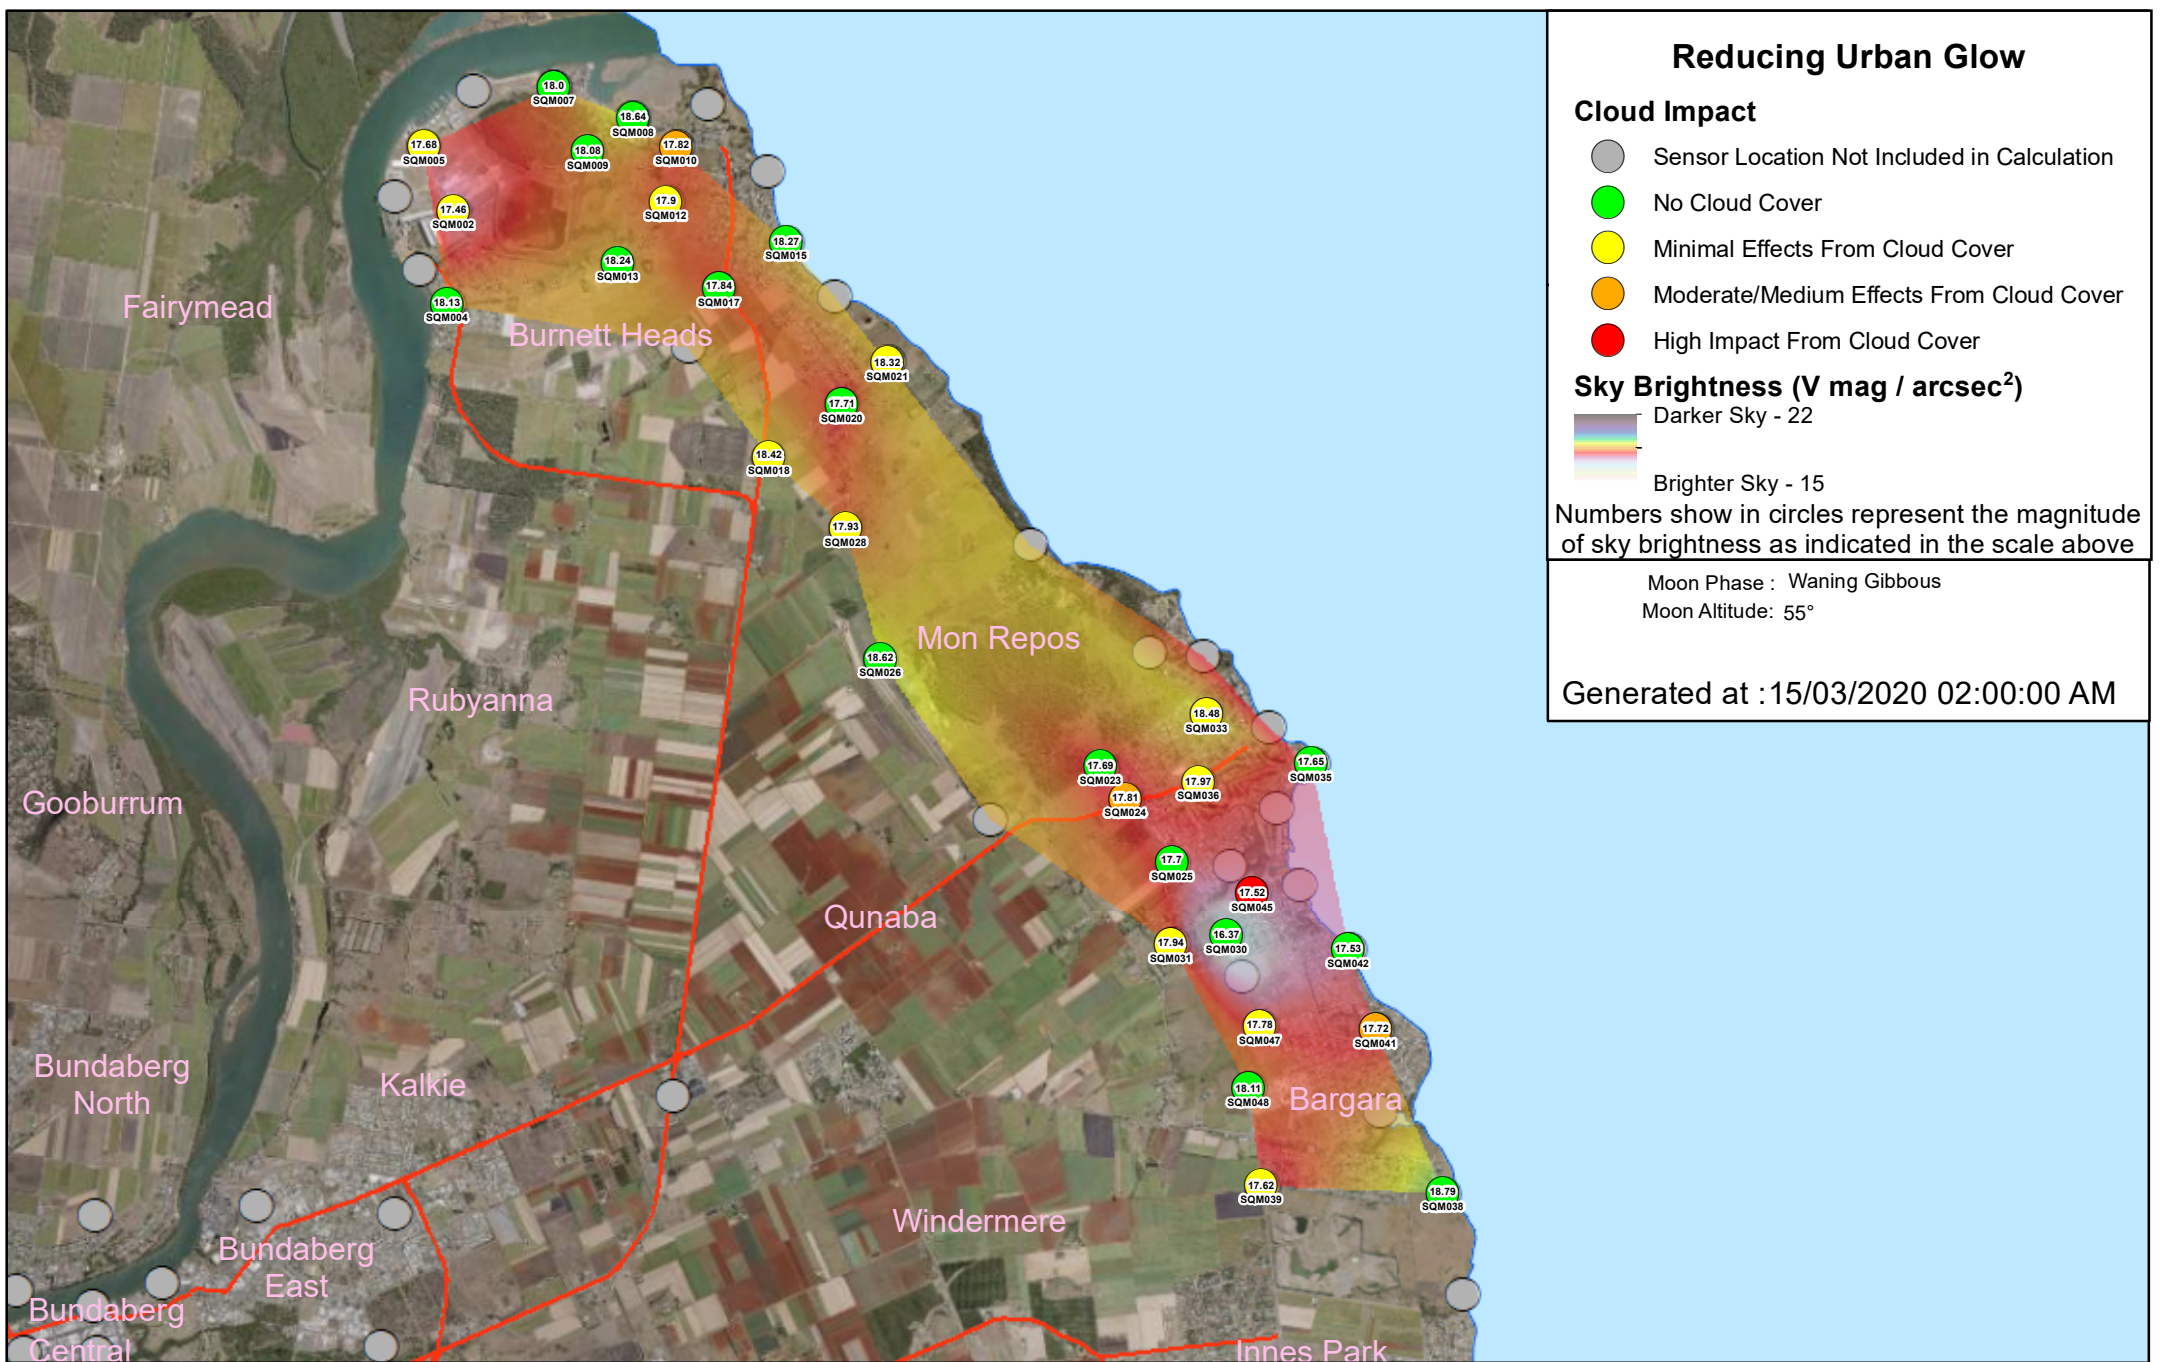 Reducing Urban Glow
Cloud Impact
Sensor Location Not Included in Calculation
No Cloud Cover
Minimal Effects From Cloud Cover
Moderate/Medium Effects From Cloud Cover
High Impact From Cloud Cover
Sky Brightness (V mag / arcsec²)
Darker Sky - 22
Brighter Sky - 15
Numbers show in circles represent the magnitude
of sky brightness as indicated in the scale above
Moon Phase : Waning Gibbous
Moon Altitude: 55°
Generated at :15/03/2020 02:00:00 AM
18.0
SQM007
18.64
SQM008
17.68
SQM005
18.08
SQM009
17.82
SQM010
17.46
SQM002
17.9
SQM012
18.27
SQM015
18.24
SQM013
17.84
SQM017
18.13
SQM004
Fairymead
Burnett Heads
18.32
SQM021
17.71
SQM020
18.42
SQM018
17.93
SQM028
Mon Repos
18.62
SQM026
Rubyanna
18.48
SQM033
17.69
SQM023
17.65
SQM035
17.97
SQM036
17.81
SQM024
Gooburrum
17.7
SQM025
17.52
SQM045
Qunaba
16.37
SQM030
17.94
SQM031
17.53
SQM042
17.78
SQM047
17.72
SQM041
Bundaberg
North
Kalkie
18.11
SQM048
Bargara
17.62
SQM039
18.79
SQM038
Windermere
Bundaberg
East
Bundaberg
Central
Innes Park